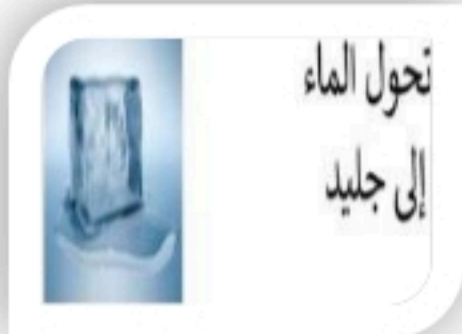 تحول الماء
إلى جليد